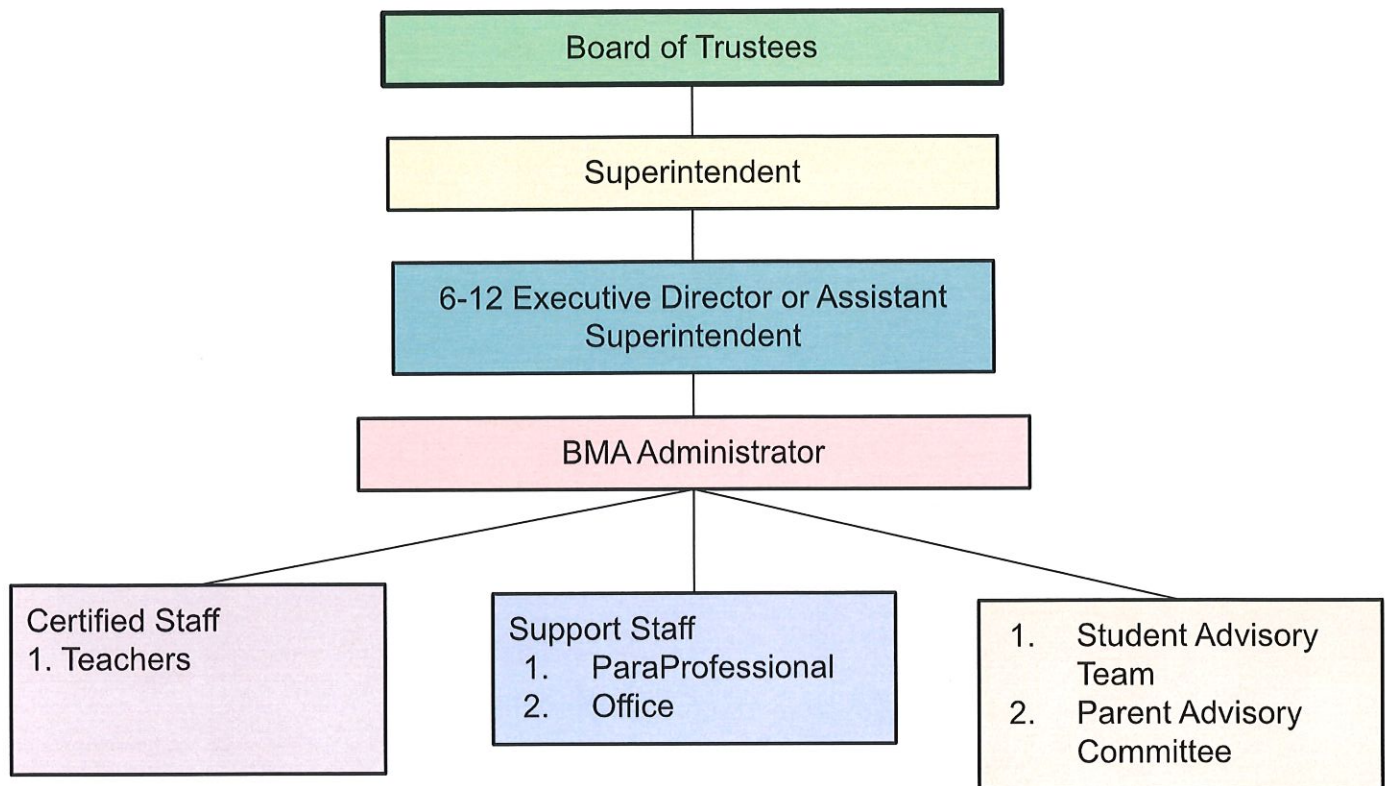 Board of Trustees
Superintendent
6-12 Executive Director or Assistant
Superintendent
BMA Administrator
Certified Staff
1. Teachers
Support Staff
1. ParaProfessional
2. Office
1. Student Advisory
Team
2. Parent Advisory
Committee